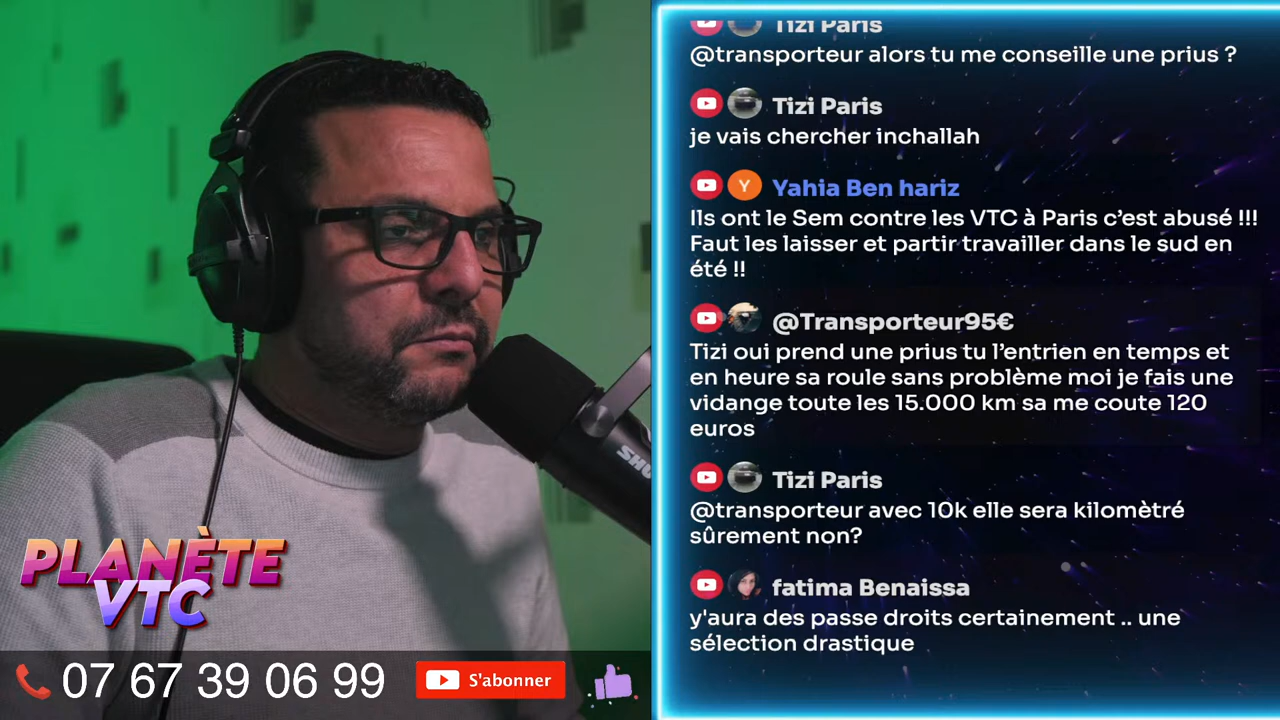 Tizi Paris
@transporteur alors tu me conseille une prius ?
Tizi Paris
je vais chercher inchallah
Y
Yahia Ben hariz
Ils ont le Sem contre les VTC à Paris c’est abusé !!!
Faut les laisser et partir travailler dans le sud en
été !!
@Transporteur95€
Tizi oui prend une prius tu l’entrien en temps et
en heure sa roule sans problème moi je fais une
vidange toute les 15.000 km sa me coute 120
euros
Tizi Paris
@transporteur avec 10k elle sera kilomètré
sûrement non?
fatima Benaissa
y'aura des passe droits certainement .. une
sélection drastique
SHU
PLANÈTE
VTC
07 67 39 06 99
S'abonner